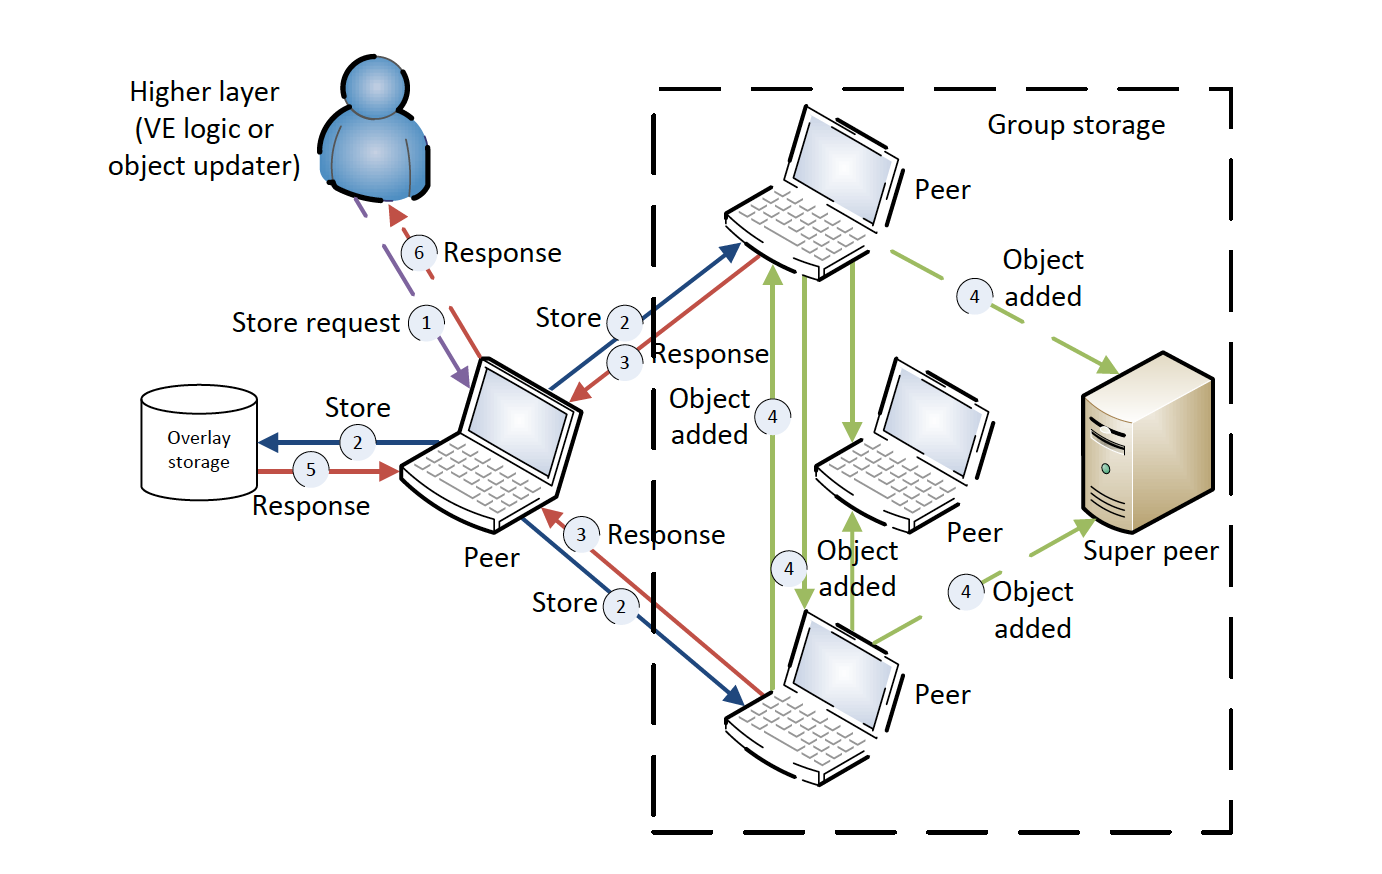 Higher layer
(VE logic or
object updater)
Group storage
Peer
6 Response
Object
added
4
Store request 1
Store 2
3 Response
Object
added
4
Store
2
Overlay
storage
5
Response
Peer
3 Response
Store 2
4
Object
added
Peer
Super peer
4
Object
added
Peer